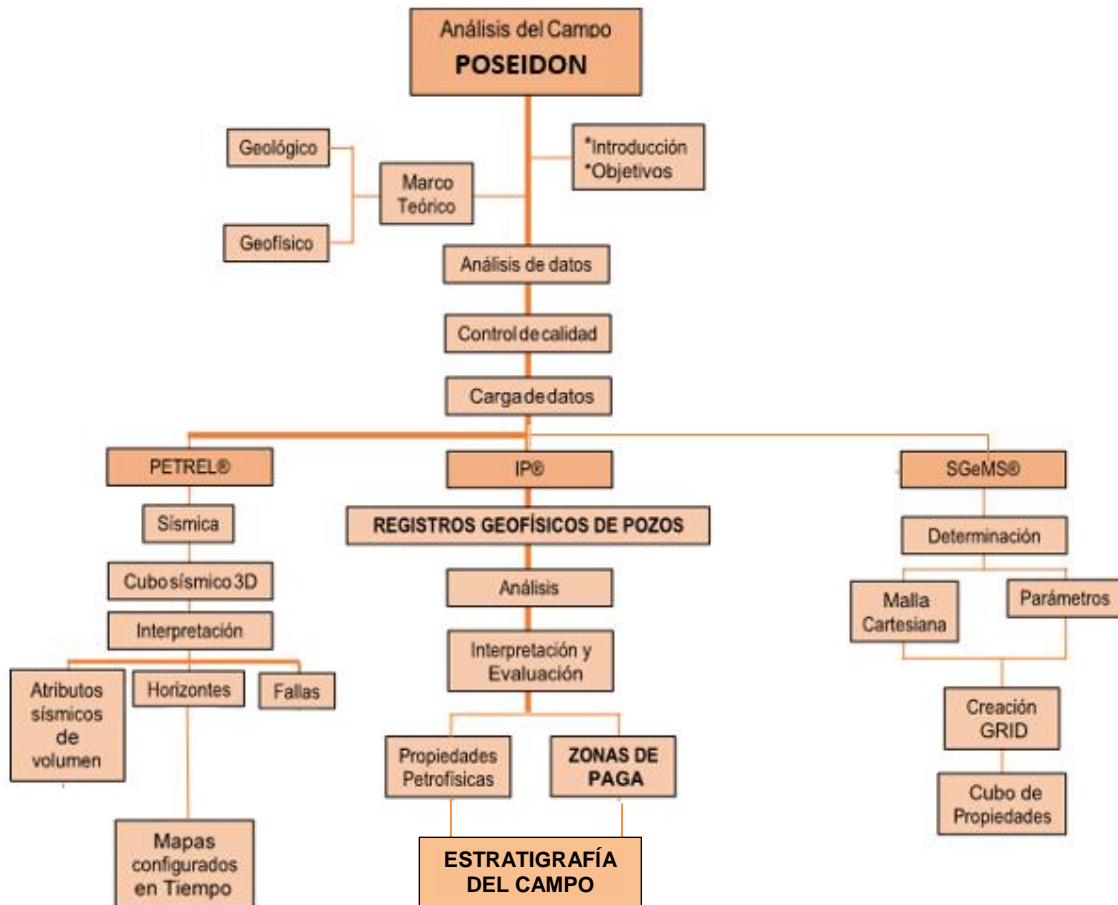 Análisis del Campo
POSEIDON
*Introducción
*Objetivos
Geológico
Marco
Teórico
Geofísico
Análisis de datos
Control de calidad
Carga de datos
PETREL®
IP®
SGeMS®
Sísmica
Cubo sísmico 3D
Interpretación
Atributos
sísmicos
de
volumen
Horizontes
Fallas
Mapas
configurados
en Tiempo
REGISTROS GEOFÍSICOS DE POZOS
Análisis
Interpretación y
Evaluación
Propiedades
Petrofísicas
ZONAS DE
PAGA
ESTRATIGRAFÍA
DEL CAMPO
Determinación
Malla
Cartesiana
Parámetros
Creación
GRID
Cubo de
Propiedades